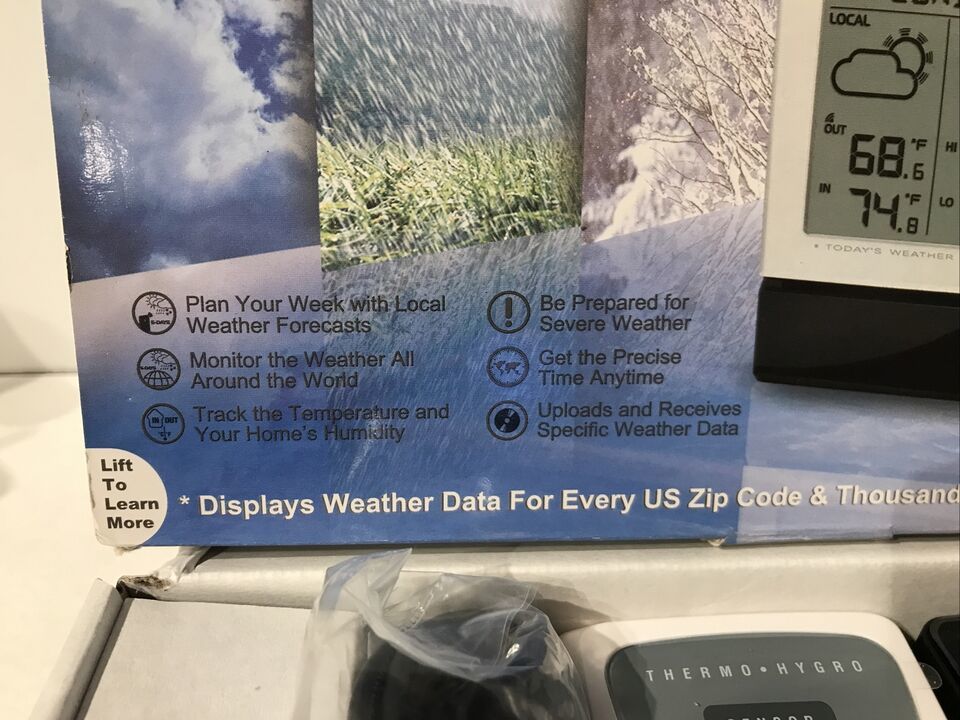 LOCAL
OUT 68.6 °F HI
IN 74.8 °F LO
* TODAY'S WEATHER
Plan Your Week with Local
Weather Forecasts
Monitor the Weather All
Around the World
IN OUT
Track the Temperature and
Your Home's Humidity
Be Prepared for
Severe Weather
Get the Precise
Time Anytime
Uploads and Receives
Specific Weather Data
Lift
To
Learn
More
* Displays Weather Data For Every US Zip Code & Thousand
THERMO • HYGRO
SENSOR